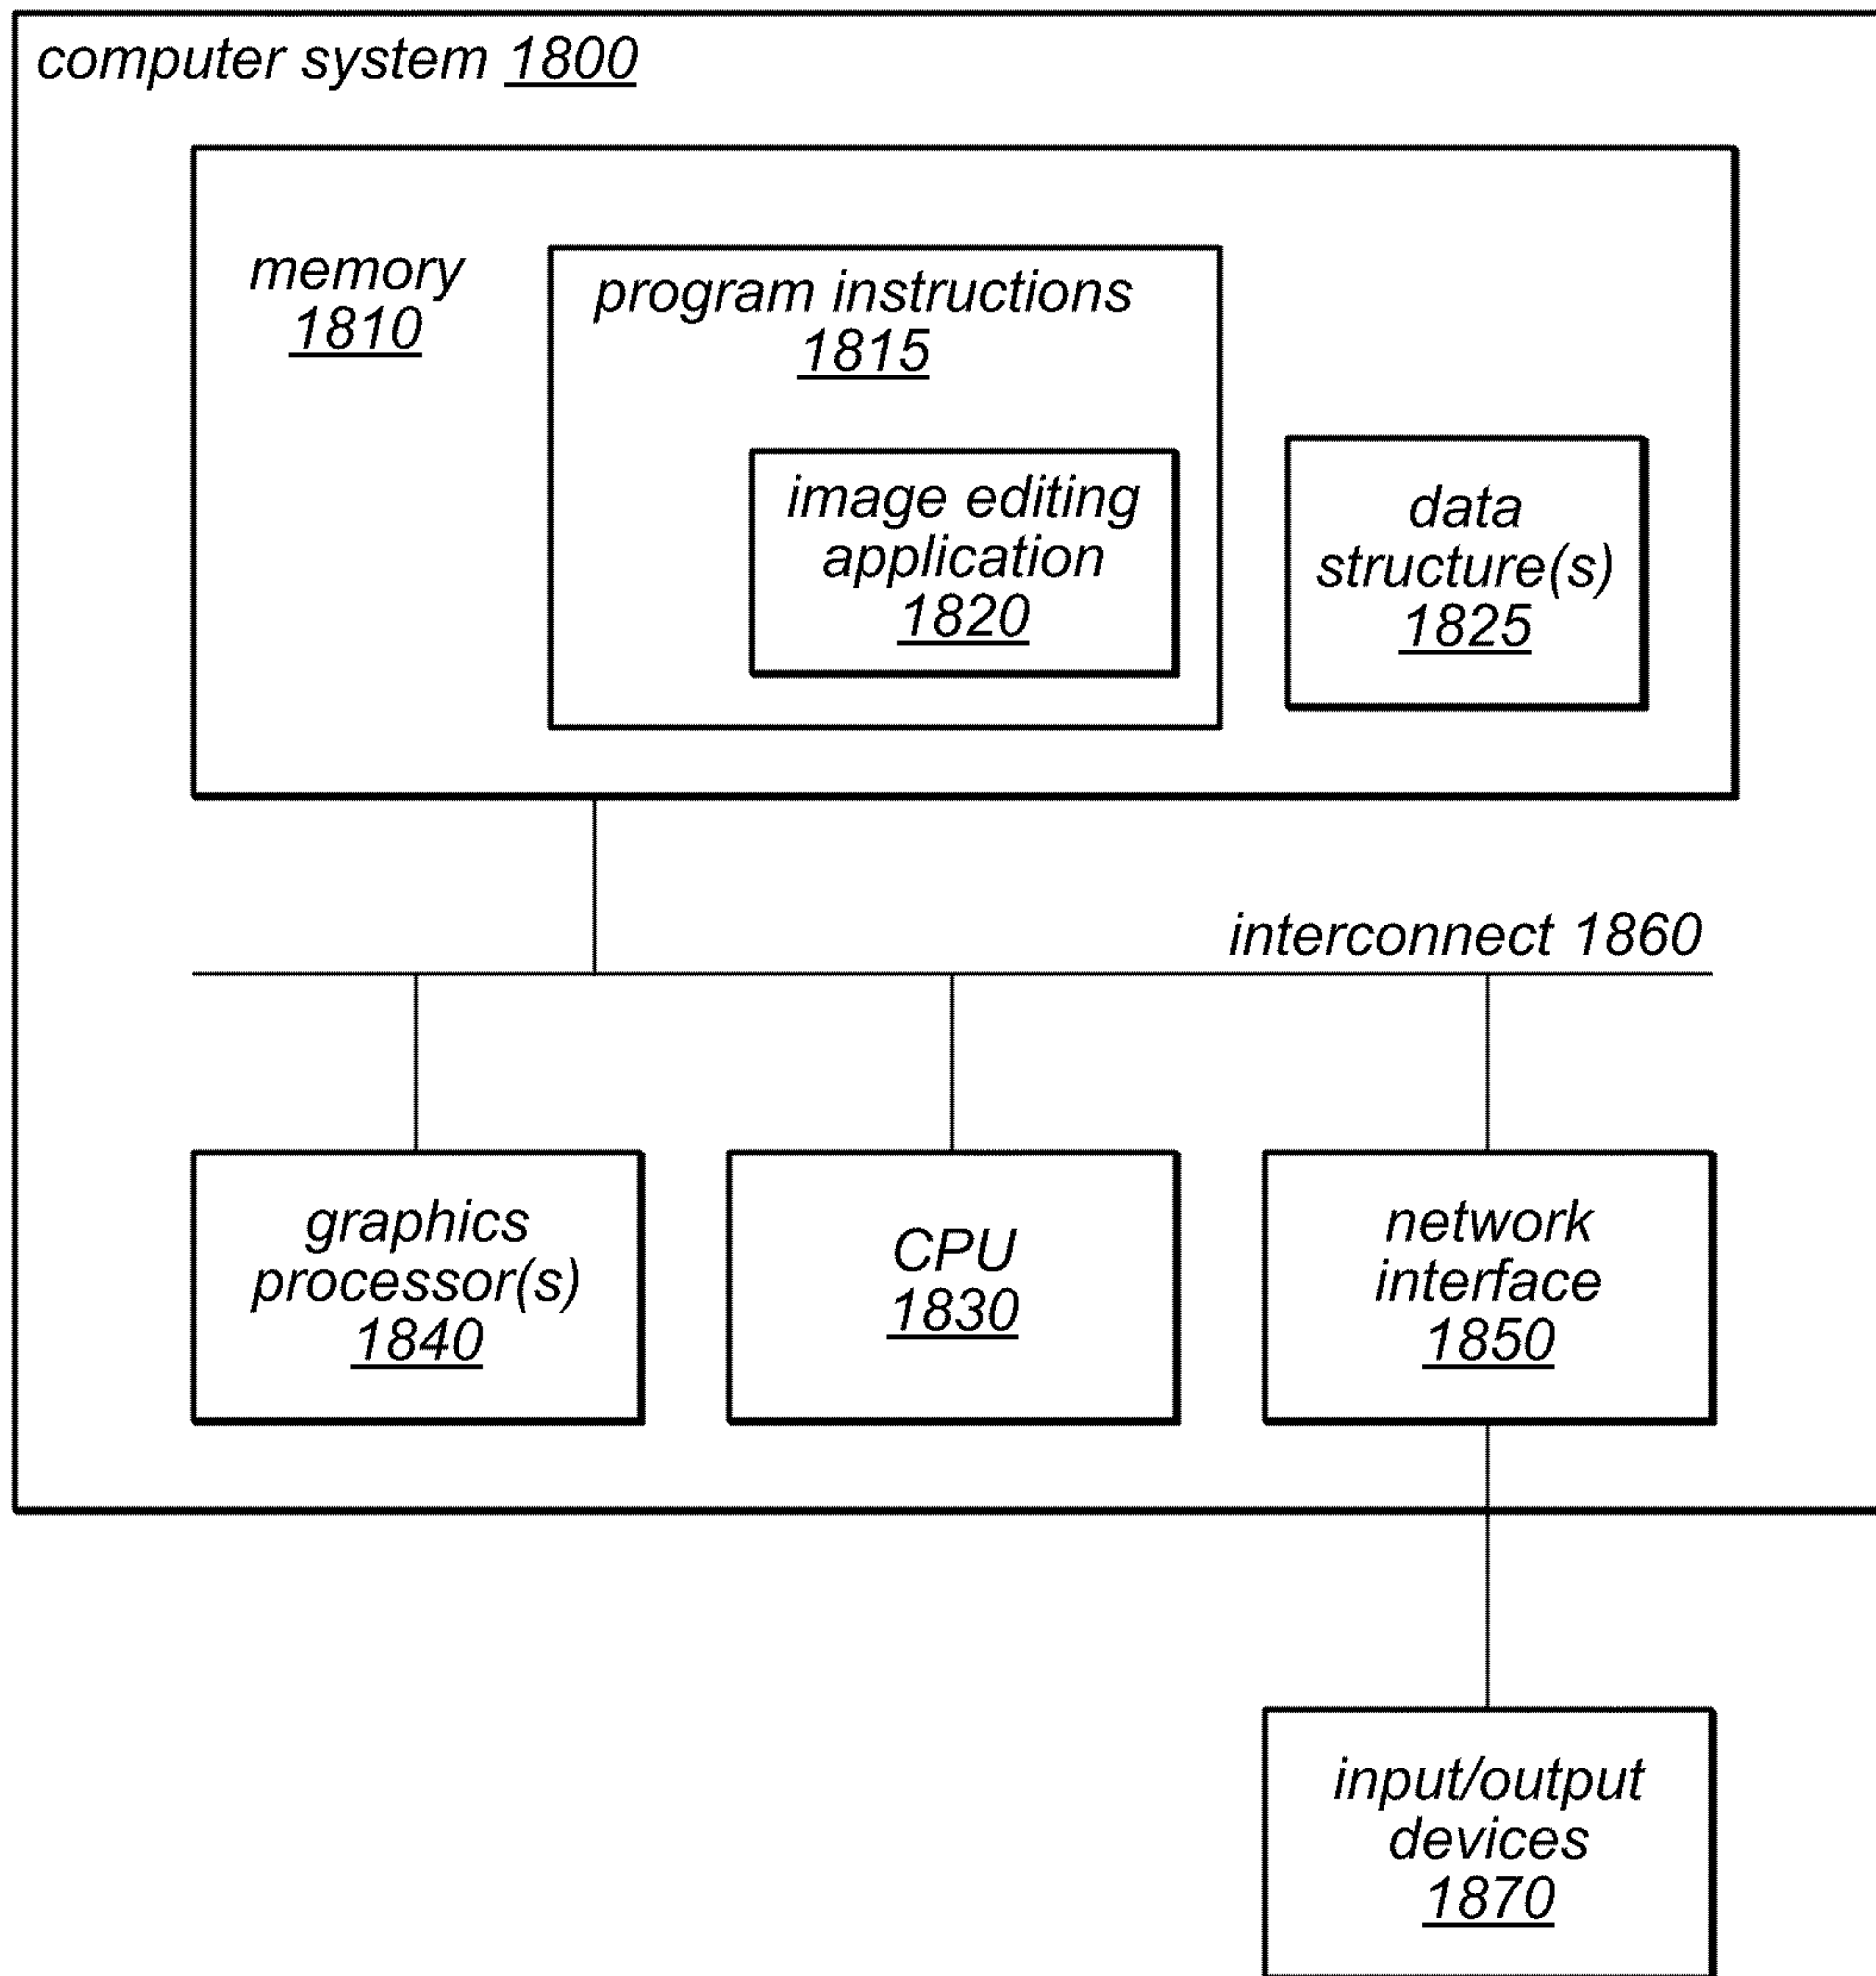 computer system 1800
memory
1810
program instructions
1815
image editing
application
1820
data
structure(s)
1825
interconnect 1860
graphics
processor(s)
1840
CPU
1830
network
interface
1850
input/output
devices
1870